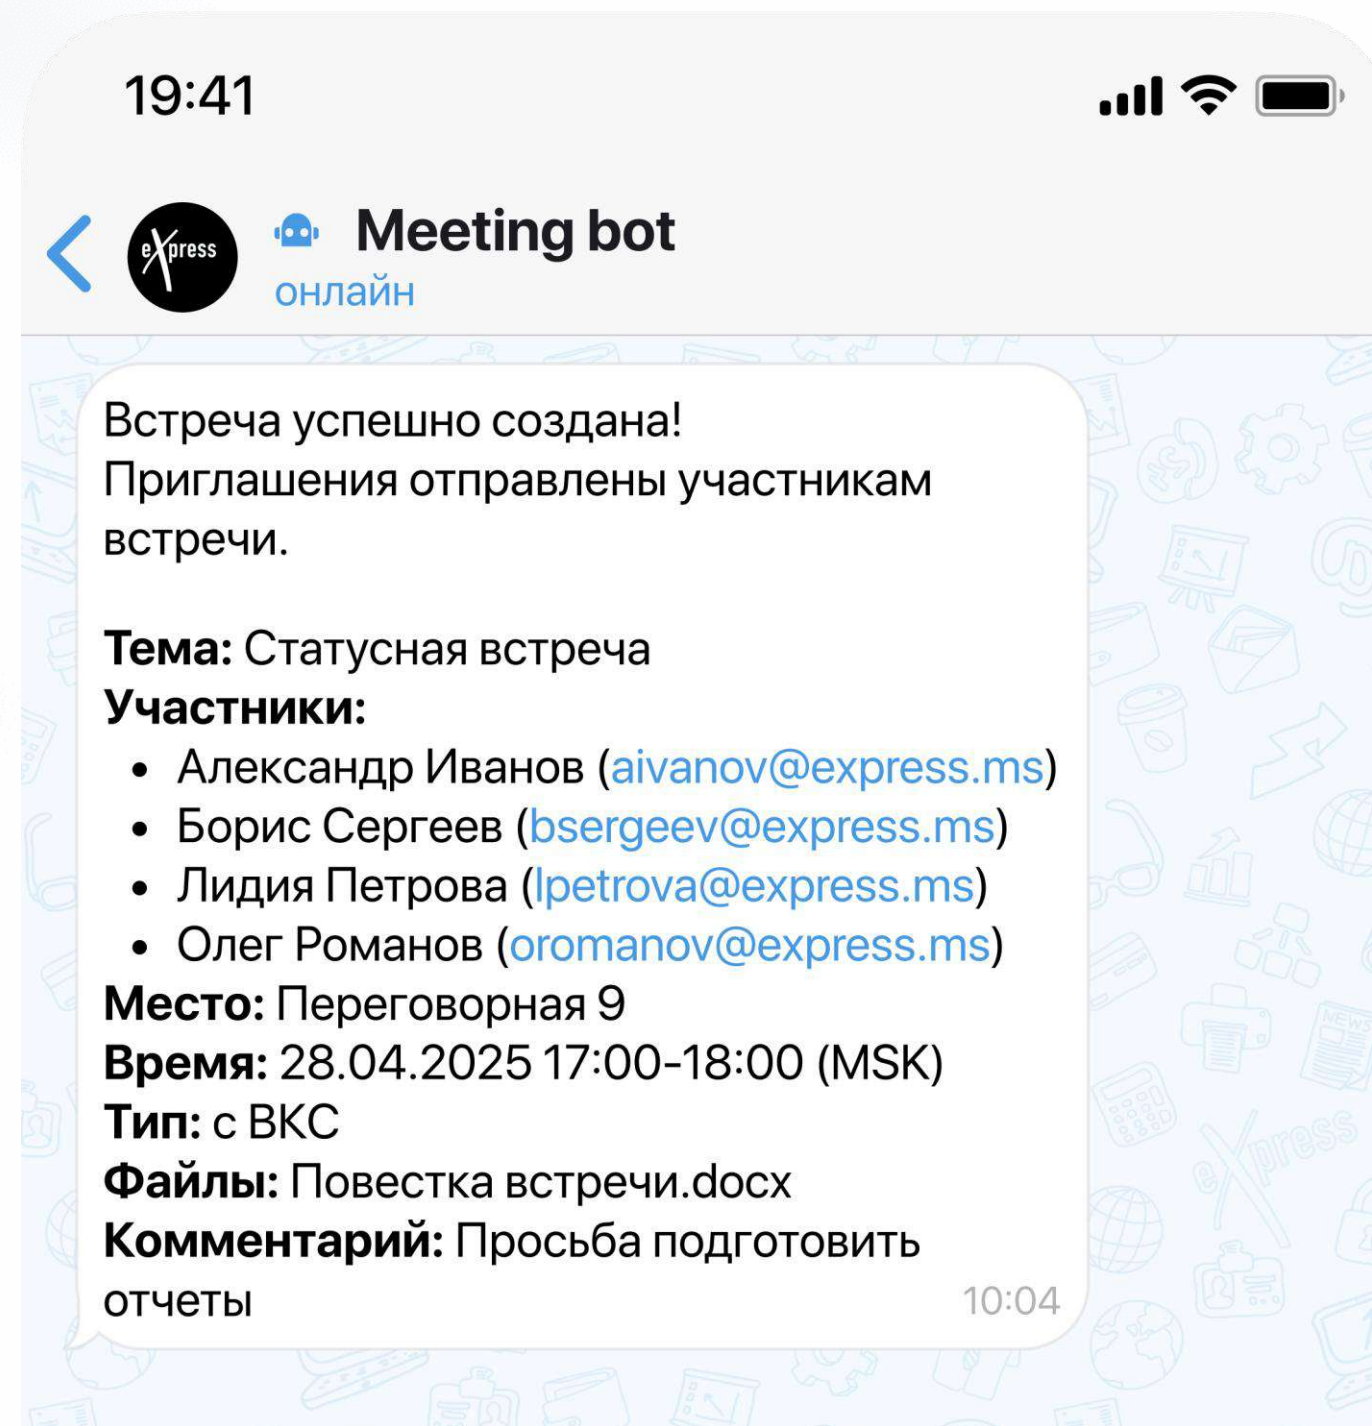 19:41
eXpress
Meeting bot
онлайн
Встреча успешно создана!
Приглашения отправлены участникам
встречи.
Тема: Статусная встреча
Участники:
• Александр Иванов (aivanov@express.ms)
• Борис Сергеев (bsergeev@express.ms)
• Лидия Петрова (lpetrova@express.ms)
• Олег Романов (oromanov@express.ms)
Место: Переговорная 9
Время: 28.04.2025 17:00-18:00 (MSK)
Тип: с ВКС
Файлы: Повестка встречи.docx
Комментарий: Просьба подготовить
отчеты
10:04
NEWS
eXpress